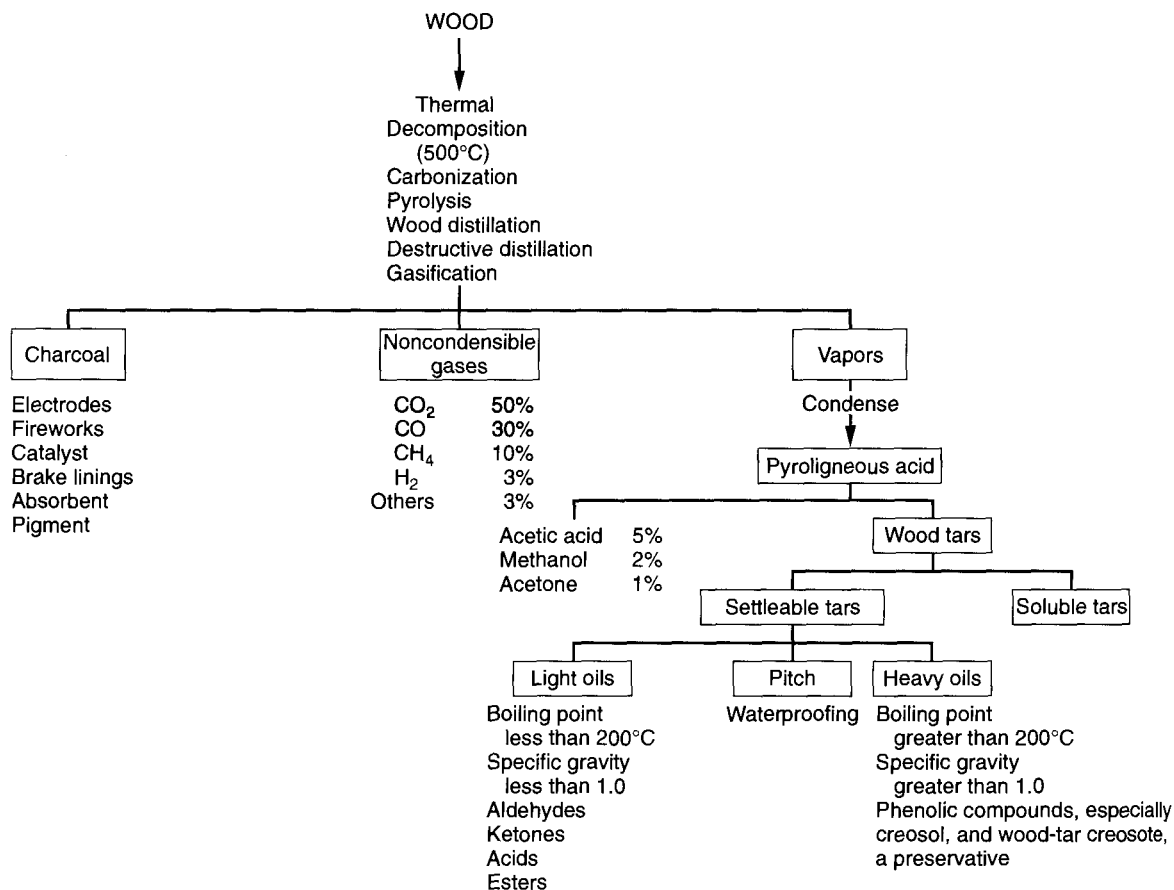 WOOD
Thermal
Decomposition
(500°C)
Carbonization
Pyrolysis
Wood distillation
Destructive distillation
Gasification
Charcoal
Electrodes
Fireworks
Catalyst
Brake linings
Absorbent
Pigment
Noncondensible
gases
CO₂ 50%
CO 30%
CH₄ 10%
H₂ 3%
Others 3%
Vapors
Condense
Pyroligneous acid
Acetic acid 5%
Methanol 2%
Acetone 1%
Wood tars
Settleable tars
Soluble tars
Light oils
Boiling point
less than 200°C
Specific gravity
less than 1.0
Aldehydes
Ketones
Acids
Esters
Pitch
Waterproofing
Heavy oils
Boiling point
greater than 200°C
Specific gravity
greater than 1.0
Phenolic compounds, especially
creosol, and wood-tar creosote,
a preservative